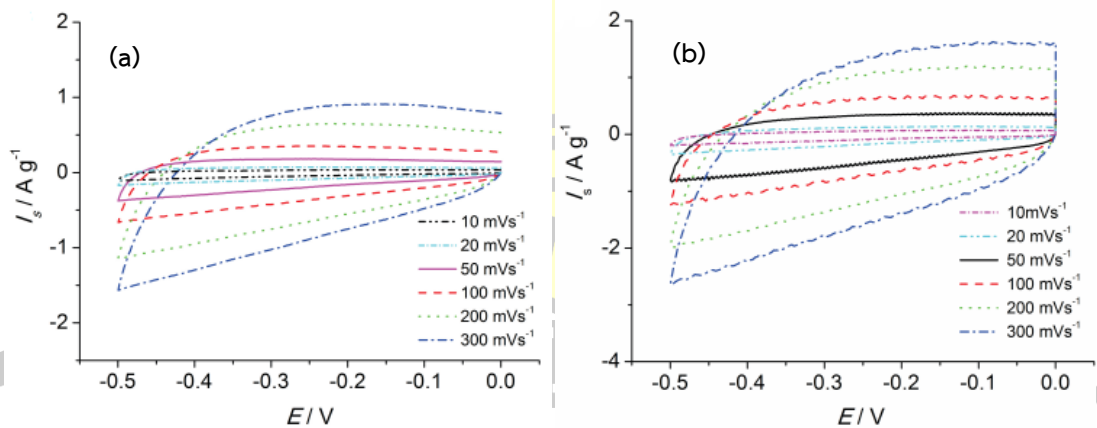 (a)
2
1
0
-1
-2
I_s / A g⁻¹
10 mVs⁻¹
20 mVs⁻¹
50 mVs⁻¹
100 mVs⁻¹
200 mVs⁻¹
300 mVs⁻¹
-0.5 -0.4 -0.3 -0.2 -0.1 0.0
E / V
(b)
2
0
-2
-4
I_s / A g⁻¹
10mVs⁻¹
20 mVs⁻¹
50 mVs⁻¹
100 mVs⁻¹
200 mVs⁻¹
300 mVs⁻¹
-0.5 -0.4 -0.3 -0.2 -0.1 0.0
E / V